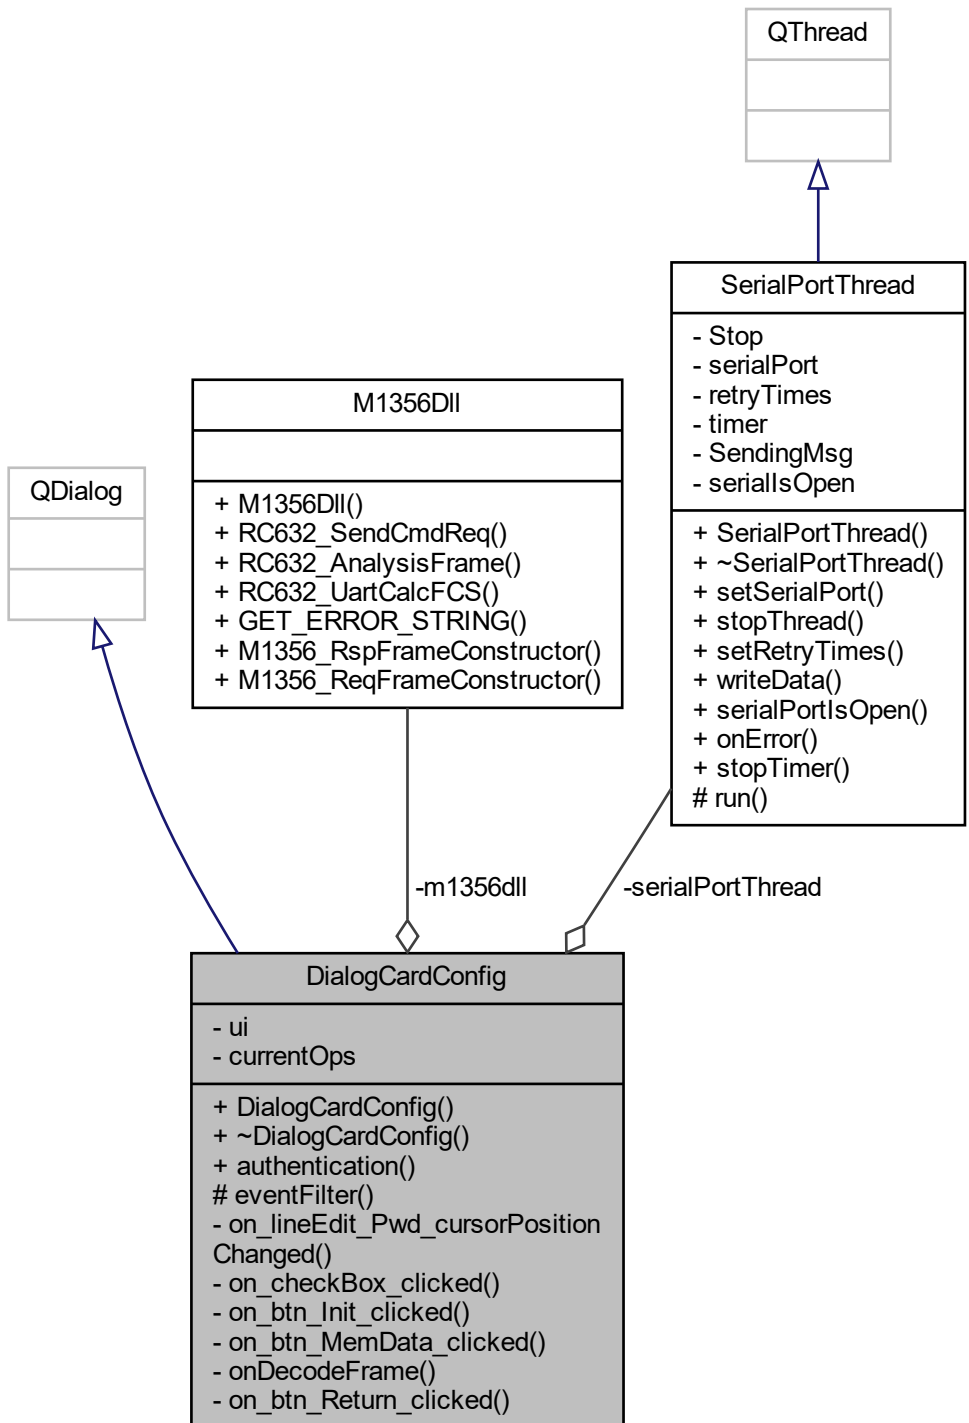 QThread
SerialPortThread
- Stop
- serialPort
- retryTimes
- timer
- SendingMsg
- serialIsOpen
+ SerialPortThread()
+ ~SerialPortThread()
+ setSerialPort()
+ stopThread()
+ setRetryTimes()
+ writeData()
+ serialPortIsOpen()
+ onError()
+ stopTimer()
# run()
M1356Dll
+ M1356Dll()
+ RC632_SendCmdReq()
+ RC632_AnalysisFrame()
+ RC632_UartCalcFCS()
+ GET_ERROR_STRING()
+ M1356_RspFrameConstructor()
+ M1356_ReqFrameConstructor()
QDialog
-m1356dll
-serialPortThread
DialogCardConfig
- ui
- currentOps
+ DialogCardConfig()
+ ~DialogCardConfig()
+ authentication()
# eventFilter()
- on_lineEdit_Pwd_cursorPosition
Changed()
- on_checkBox_clicked()
- on_btn_Init_clicked()
- on_btn_MemData_clicked()
- onDecodeFrame()
- on_btn_Return_clicked()